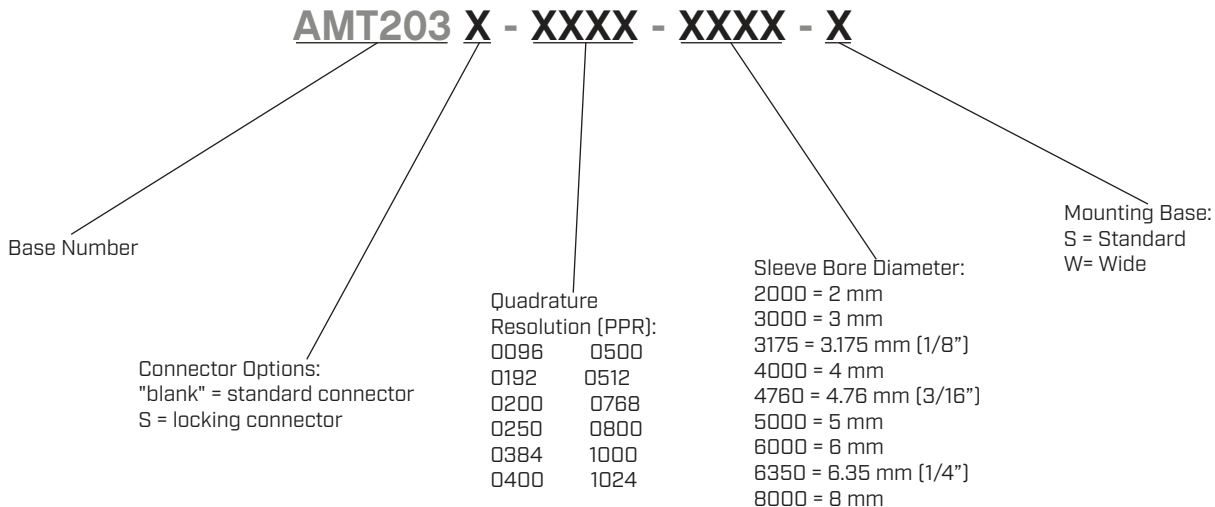 AMT203 X - XXXX - XXXX - X
Base Number
Connector Options:
"blank" = standard connector
S = locking connector
Quadrature
Resolution (PPR):
0096 0500
0192 0512
0200 0768
0250 0800
0384 1000
0400 1024
Sleeve Bore Diameter:
2000 = 2 mm
3000 = 3 mm
3175 = 3.175 mm (1/8”)
4000 = 4 mm
4760 = 4.76 mm (3/16”)
5000 = 5 mm
6000 = 6 mm
6350 = 6.35 mm (1/4”)
8000 = 8 mm
Mounting Base:
S = Standard
W= Wide